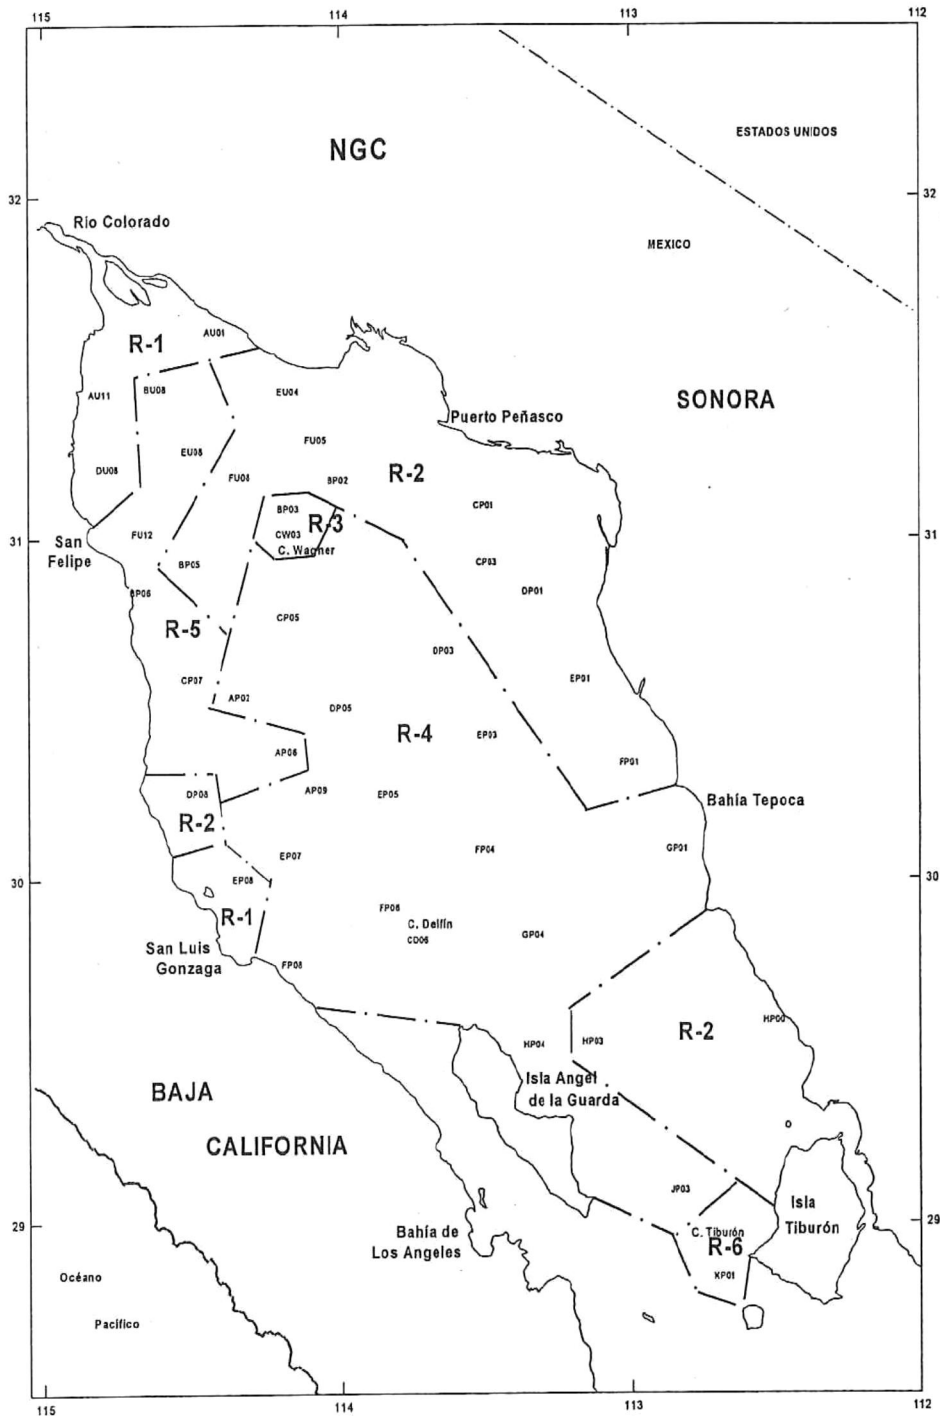 115
114
113
112
ESTADOS UNIDOS
NGC
32
32
Río Colorado
MEXICO
AU01
R-1
AU11
BU08
EU04
SONORA
Puerto Peñasco
FU05
EU08
DU08
FU08
BP02
R-2
CP01
BP03
R-3
San
Felipe
FU12
CW03
C. Wagner
31
31
BP05
CP03
BP06
DP01
CP05
R-5
DP03
CP07
EP01
AP07
DP05
R-4
EP03
AP06
FP01
DP08
AP09
EP05
Bahía Tepoca
R-2
FP04
GP01
EP07
30
30
EP08
FP06
R-1
C. Delfín
CD06
GP04
San Luis
Gonzaga
FP08
HP00
R-2
HP04
HP03
Isla Angel
de la Guarda
BAJA
CALIFORNIA
JP03
Isla
Tiburón
29
29
Bahía de
Los Angeles
C. Tiburón
R-6
KP01
Océano
Pacífico
115
114
113
112